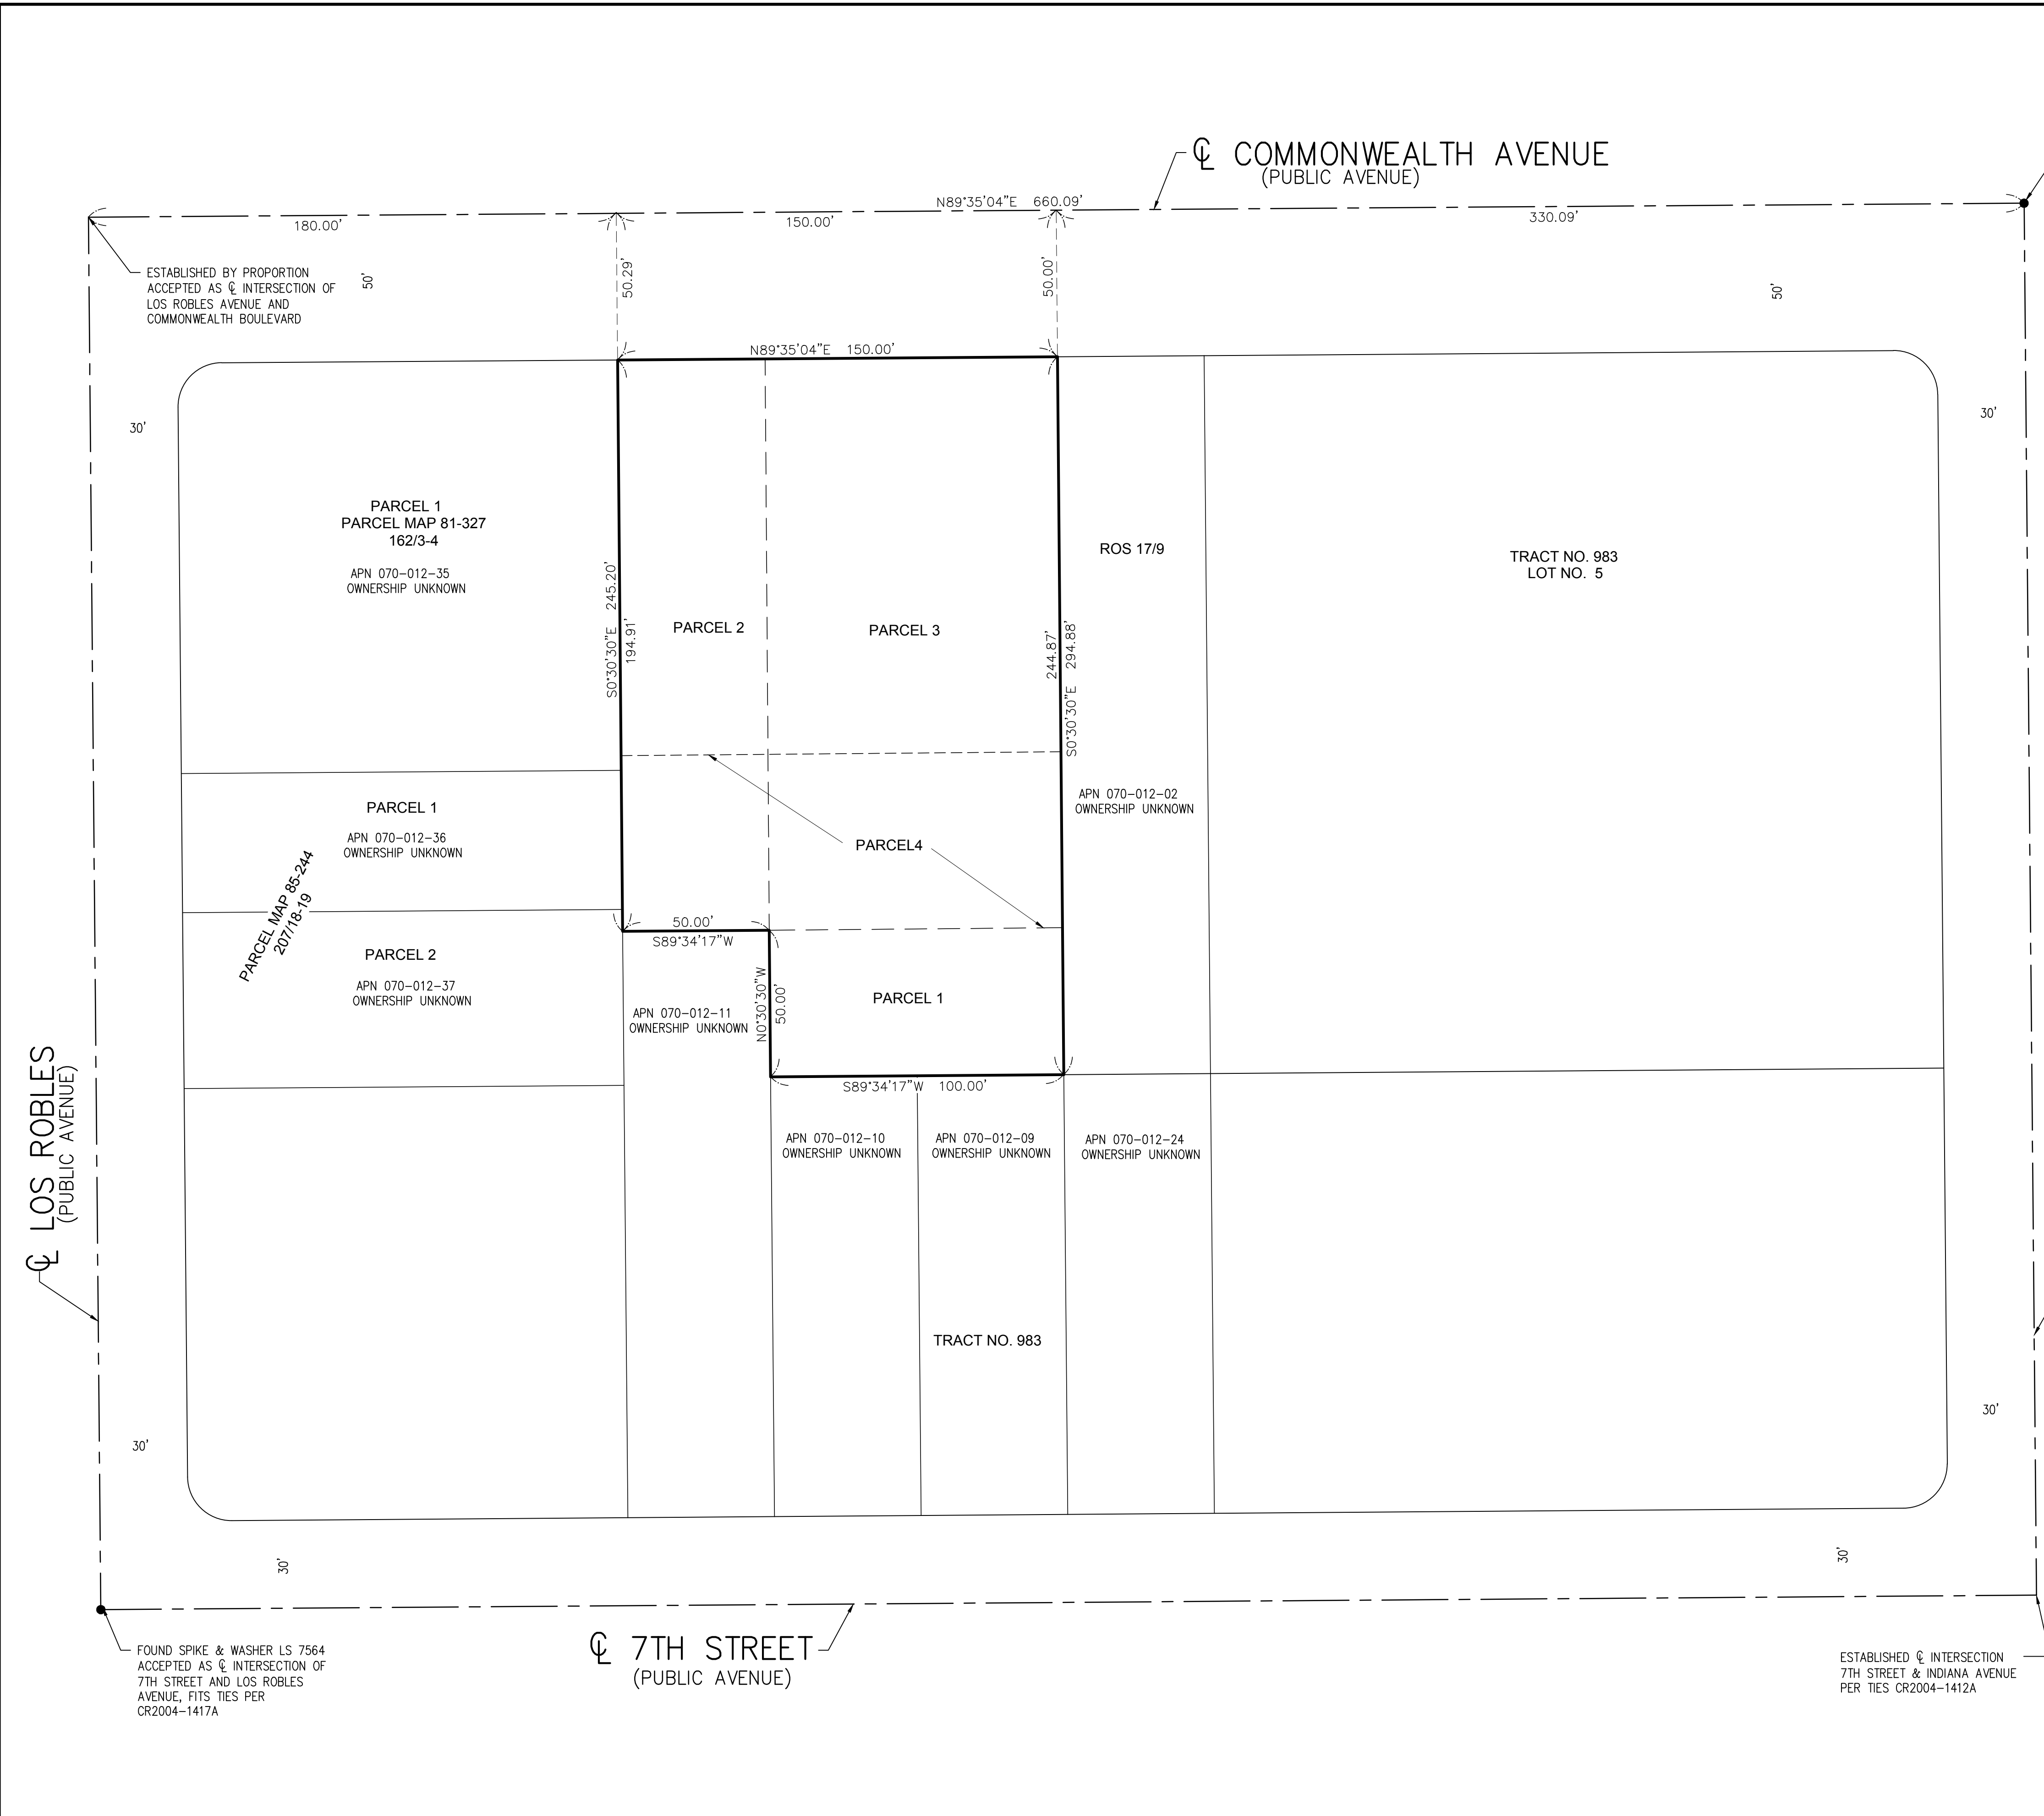 ℄ COMMONWEALTH AVENUE
(PUBLIC AVENUE)
N89°35'04"E 660.09'
180.00'
150.00'
330.09'
ESTABLISHED BY PROPORTION
ACCEPTED AS ℄ INTERSECTION OF
LOS ROBLES AVENUE AND
COMMONWEALTH BOULEVARD
50'
50.29'
50.00'
50'
N89°35'04"E 150.00'
30'
30'
PARCEL 1
PARCEL MAP 81-327
162/3-4
APN 070-012-35
OWNERSHIP UNKNOWN
S0°30'30"E 245.20'
194.91'
PARCEL 2
PARCEL 3
244.87'
S0°30'30"E 294.88'
ROS 17/9
TRACT NO. 983
LOT NO. 5
APN 070-012-02
OWNERSHIP UNKNOWN
PARCEL 1
APN 070-012-36
OWNERSHIP UNKNOWN
PARCEL4
PARCEL MAP 85-244
207/18-19
PARCEL 2
APN 070-012-37
OWNERSHIP UNKNOWN
50.00'
S89°34'17"W
N0°30'30"W
50.00'
PARCEL 1
APN 070-012-11
OWNERSHIP UNKNOWN
S89°34'17"W 100.00'
℄ LOS ROBLES
(PUBLIC AVENUE)
APN 070-012-10
OWNERSHIP UNKNOWN
APN 070-012-09
OWNERSHIP UNKNOWN
APN 070-012-24
OWNERSHIP UNKNOWN
TRACT NO. 983
30'
30'
30'
30'
FOUND SPIKE & WASHER LS 7564
ACCEPTED AS ℄ INTERSECTION OF
7TH STREET AND LOS ROBLES
AVENUE, FITS TIES PER
CR2004-1417A
℄ 7TH STREET
(PUBLIC AVENUE)
ESTABLISHED ℄ INTERSECTION
7TH STREET & INDIANA AVENUE
PER TIES CR2004-1412A